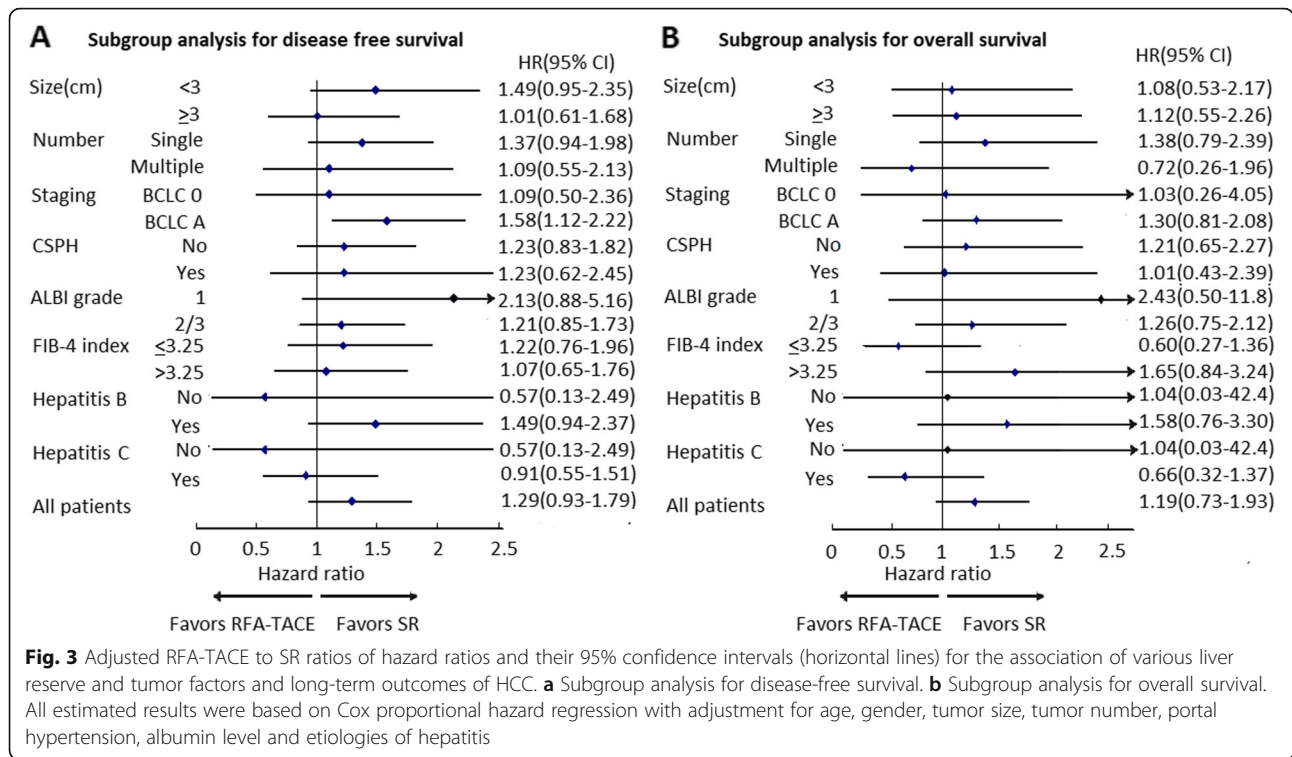 A Subgroup analysis for disease free survival
HR(95% CI)
Size(cm) <3 1.49(0.95-2.35)
≥3 1.01(0.61-1.68)
Number Single 1.37(0.94-1.98)
Multiple 1.09(0.55-2.13)
Staging BCLC 0 1.09(0.50-2.36)
BCLC A 1.58(1.12-2.22)
CSPH No 1.23(0.83-1.82)
Yes 1.23(0.62-2.45)
ALBI grade 1 2.13(0.88-5.16)
2/3 1.21(0.85-1.73)
FIB-4 index ≤3.25 1.22(0.76-1.96)
>3.25 1.07(0.65-1.76)
Hepatitis B No 0.57(0.13-2.49)
Yes 1.49(0.94-2.37)
Hepatitis C No 0.57(0.13-2.49)
Yes 0.91(0.55-1.51)
All patients 1.29(0.93-1.79)
0 0.5 1 1.5 2 2.5
Hazard ratio
Favors RFA-TACE Favors SR
B Subgroup analysis for overall survival
HR(95% CI)
Size(cm) <3 1.08(0.53-2.17)
≥3 1.12(0.55-2.26)
Number Single 1.38(0.79-2.39)
Multiple 0.72(0.26-1.96)
Staging BCLC 0 1.03(0.26-4.05)
BCLC A 1.30(0.81-2.08)
CSPH No 1.21(0.65-2.27)
Yes 1.01(0.43-2.39)
ALBI grade 1 2.43(0.50-11.8)
2/3 1.26(0.75-2.12)
FIB-4 index ≤3.25 0.60(0.27-1.36)
>3.25 1.65(0.84-3.24)
Hepatitis B No 1.04(0.03-42.4)
Yes 1.58(0.76-3.30)
Hepatitis C No 1.04(0.03-42.4)
Yes 0.66(0.32-1.37)
All patients 1.19(0.73-1.93)
0 0.5 1 1.5 2 2.5
Hazard ratio
Favors RFA-TACE Favors SR
Fig. 3 Adjusted RFA-TACE to SR ratios of hazard ratios and their 95% confidence intervals (horizontal lines) for the association of various liver
reserve and tumor factors and long-term outcomes of HCC. a Subgroup analysis for disease-free survival. b Subgroup analysis for overall survival.
All estimated results were based on Cox proportional hazard regression with adjustment for age, gender, tumor size, tumor number, portal
hypertension, albumin level and etiologies of hepatitis